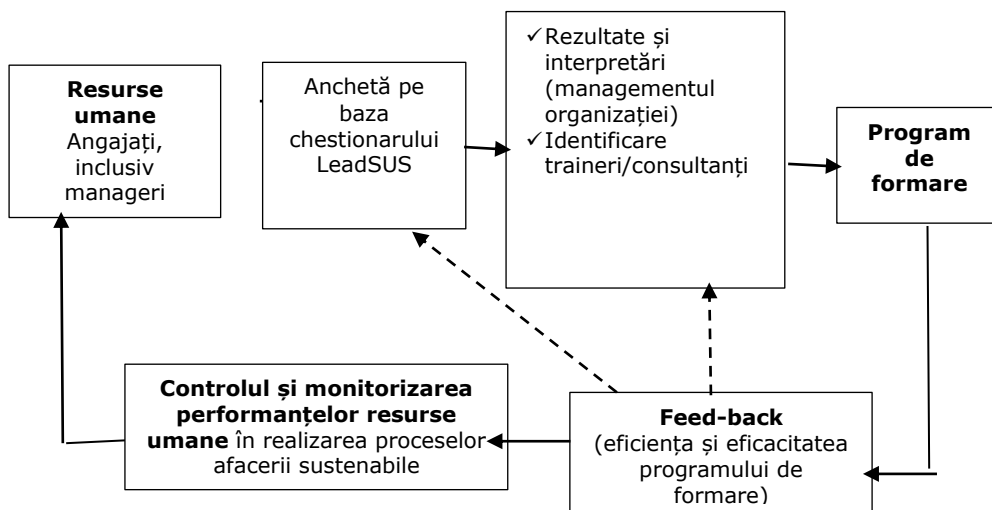 Resurse
umane
Angajați,
inclusiv
manageri
Anchetă pe
baza
chestionarului
LeadSUS
✓Rezultate și
interpretări
(managementul
organizației)
✓Identificare
traineri/consultanți
Program
de
formare
Controlul și monitorizarea
performanțelor resurse
umane în realizarea proceselor
afacerii sustenabile
Feed-back
(eficiența și eficacitatea
programului de
formare)